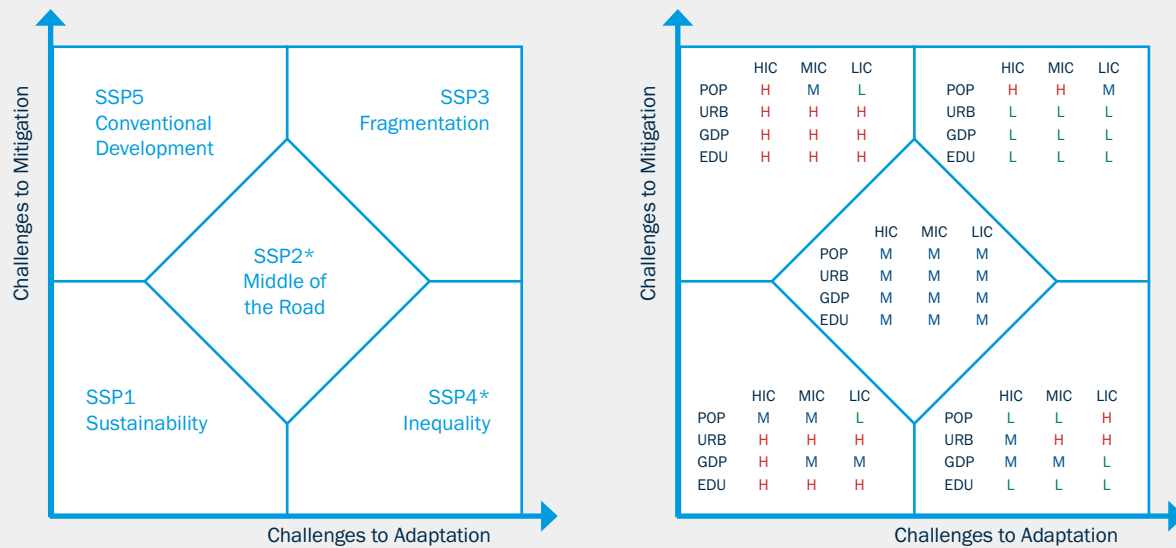 Challenges to Mitigation
SSP5
Conventional
Development
SSP3
Fragmentation
SSP2*
Middle of
the Road
SSP1
Sustainability
SSP4*
Inequality
Challenges to Adaptation
Challenges to Mitigation
HIC MIC LIC
POP H M L
URB H H H
GDP H H H
EDU H H H
HIC MIC LIC
POP H H M
URB L L L
GDP L L L
EDU L L L
HIC MIC LIC
POP M M M
URB M M M
GDP M M M
EDU M M M
HIC MIC LIC
POP M M L
URB H H H
GDP H M M
EDU H H H
HIC MIC LIC
POP L L H
URB M H H
GDP M M L
EDU L L L
Challenges to Adaptation